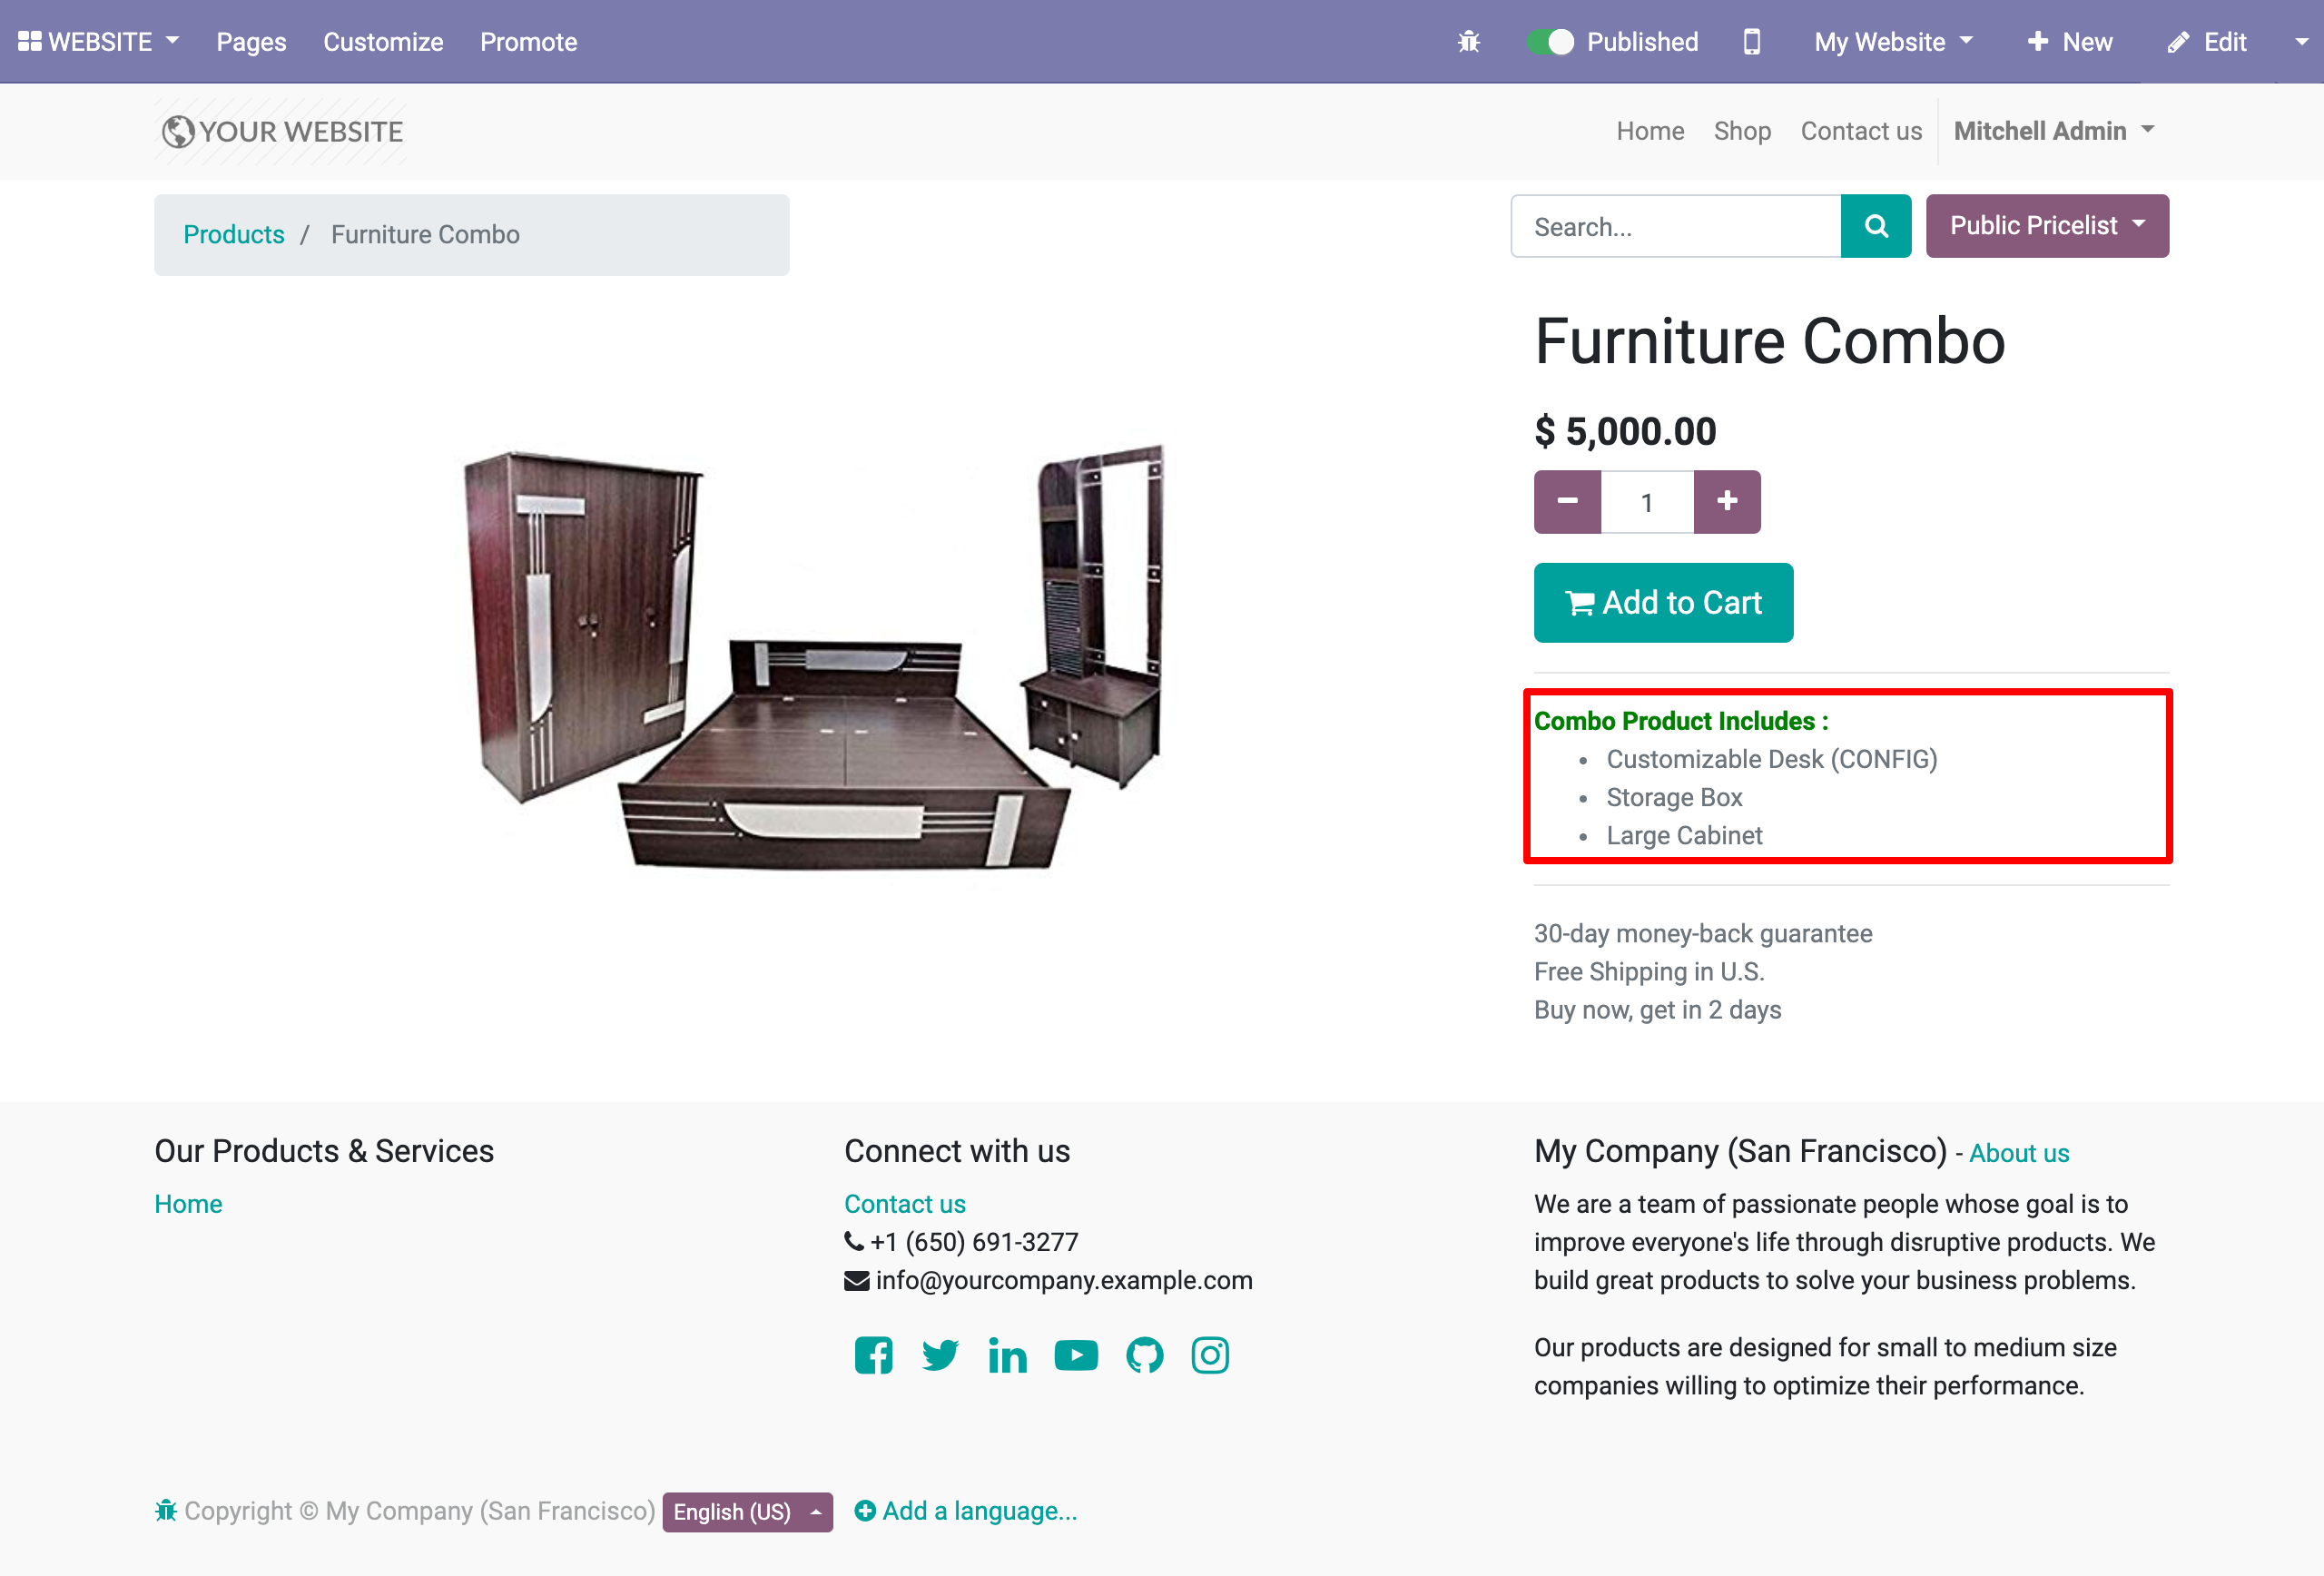 WEBSITE Pages Customize Promote Published My Website New Edit
YOUR WEBSITE Home Shop Contact us Mitchell Admin
Products / Furniture Combo Search... Public Pricelist
Furniture Combo
$ 5,000.00
1
Add to Cart
Combo Product Includes :
• Customizable Desk (CONFIG)
• Storage Box
• Large Cabinet
30-day money-back guarantee
Free Shipping in U.S.
Buy now, get in 2 days
Our Products & Services
Home
Connect with us
Contact us
+1 (650) 691-3277
info@yourcompany.example.com
My Company (San Francisco) - About us
We are a team of passionate people whose goal is to
improve everyone's life through disruptive products. We
build great products to solve your business problems.
Our products are designed for small to medium size
companies willing to optimize their performance.
Copyright © My Company (San Francisco) English (US) Add a language...